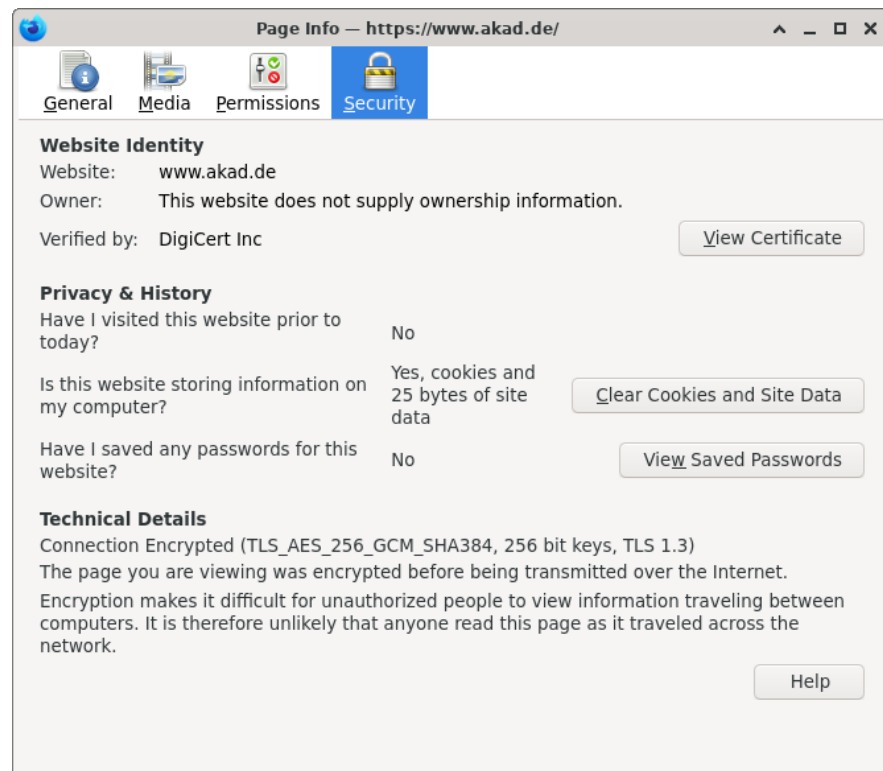 Page Info — https://www.akad.de/
General Media Permissions Security
Website Identity
Website: www.akad.de
Owner: This website does not supply ownership information.
Verified by: DigiCert Inc
View Certificate
Privacy & History
Have I visited this website prior to
today?
No
Is this website storing information on
my computer?
Yes, cookies and
25 bytes of site
data
Clear Cookies and Site Data
Have I saved any passwords for this
website?
No
View Saved Passwords
Technical Details
Connection Encrypted (TLS_AES_256_GCM_SHA384, 256 bit keys, TLS 1.3)
The page you are viewing was encrypted before being transmitted over the Internet.
Encryption makes it difficult for unauthorized people to view information traveling between
computers. It is therefore unlikely that anyone read this page as it traveled across the
network.
Help